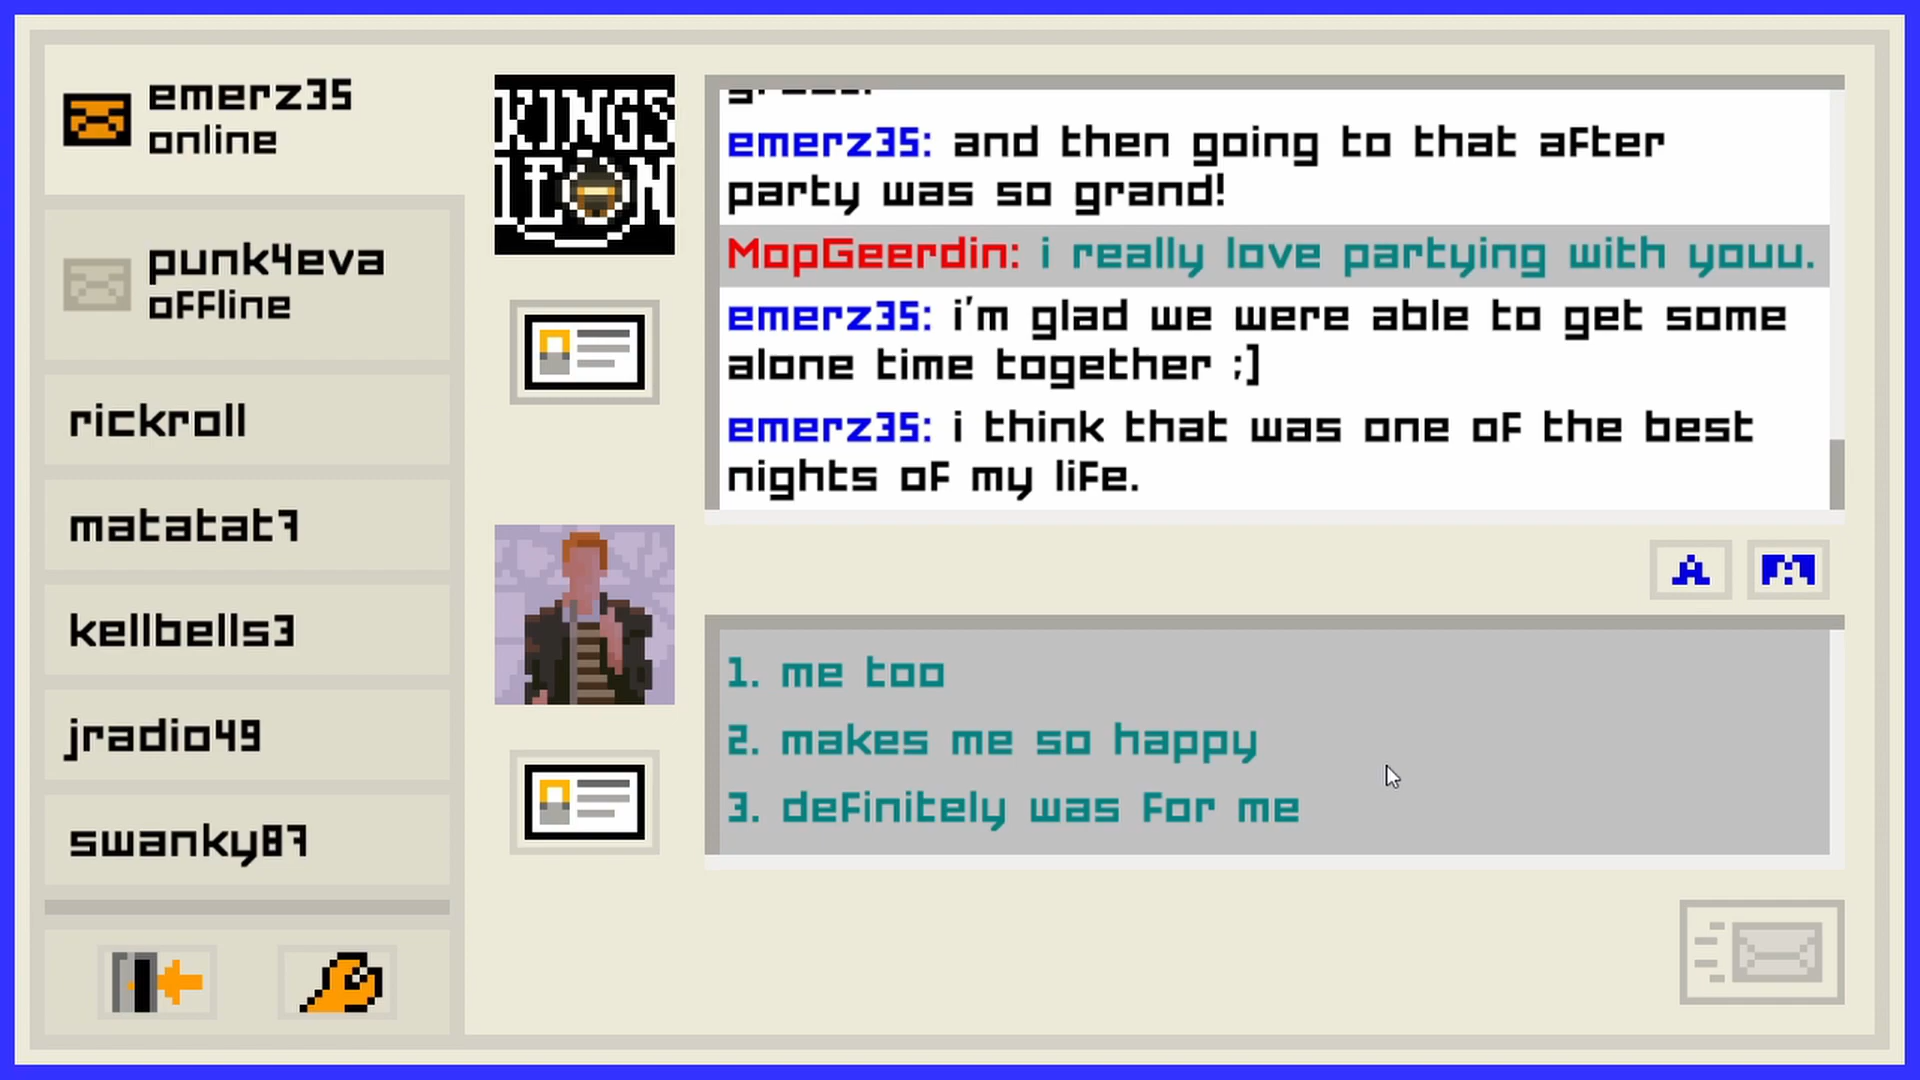 emerz35
online
punk4eva
offline
rickroll
matatat7
kellbells3
jradio49
swanky87
KINGS
emerz35: and then going to that after
party was so grand!
MopGeerdin: i really love partying with youu.
emerz35: i'm glad we were able to get some
alone time together ;]
emerz35: i think that was one of the best
nights of my life.
A
1. me too
2. makes me so happy
3. definitely was for me